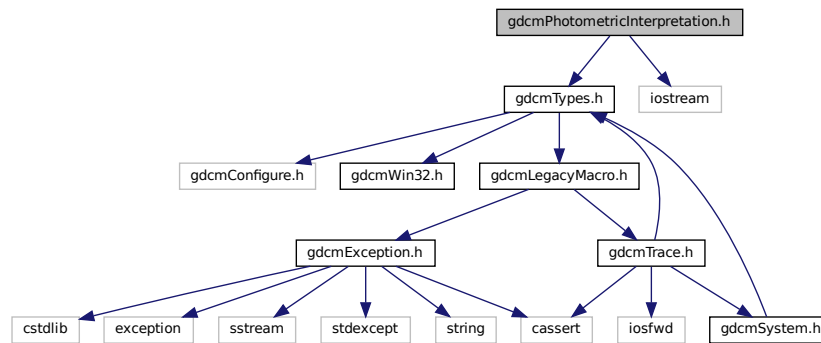 gdcmPhotometricInterpretation.h
gdcmTypes.h
iostream
gdcmConfigure.h
gdcmWin32.h
gdcmLegacyMacro.h
gdcmException.h
gdcmTrace.h
cstdlib
exception
sstream
stdexcept
string
cassert
iosfwd
gdcmSystem.h